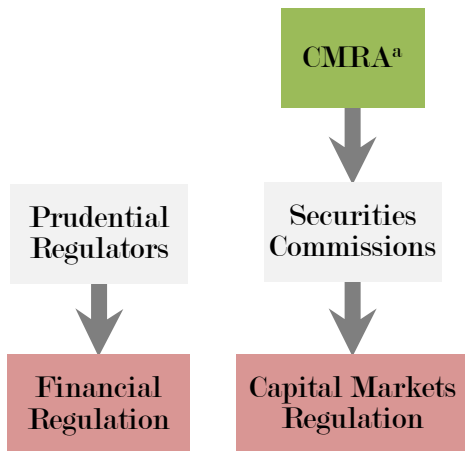 CMRAª
Prudential
Regulators
Securities
Commissions
Financial
Regulation
Capital Markets
Regulation